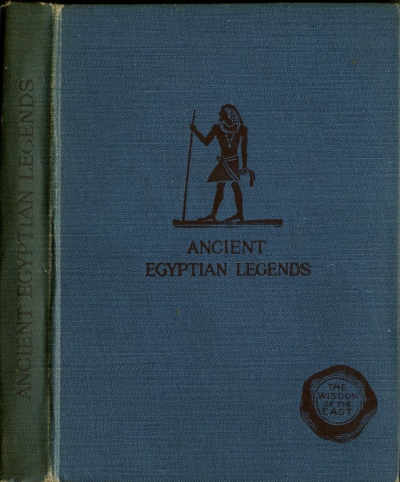 ANCIENT EGYPTIAN LEGENDS
ANCIENT
EGYPTIAN LEGENDS
THE
WISDOM
OF THE
EAST